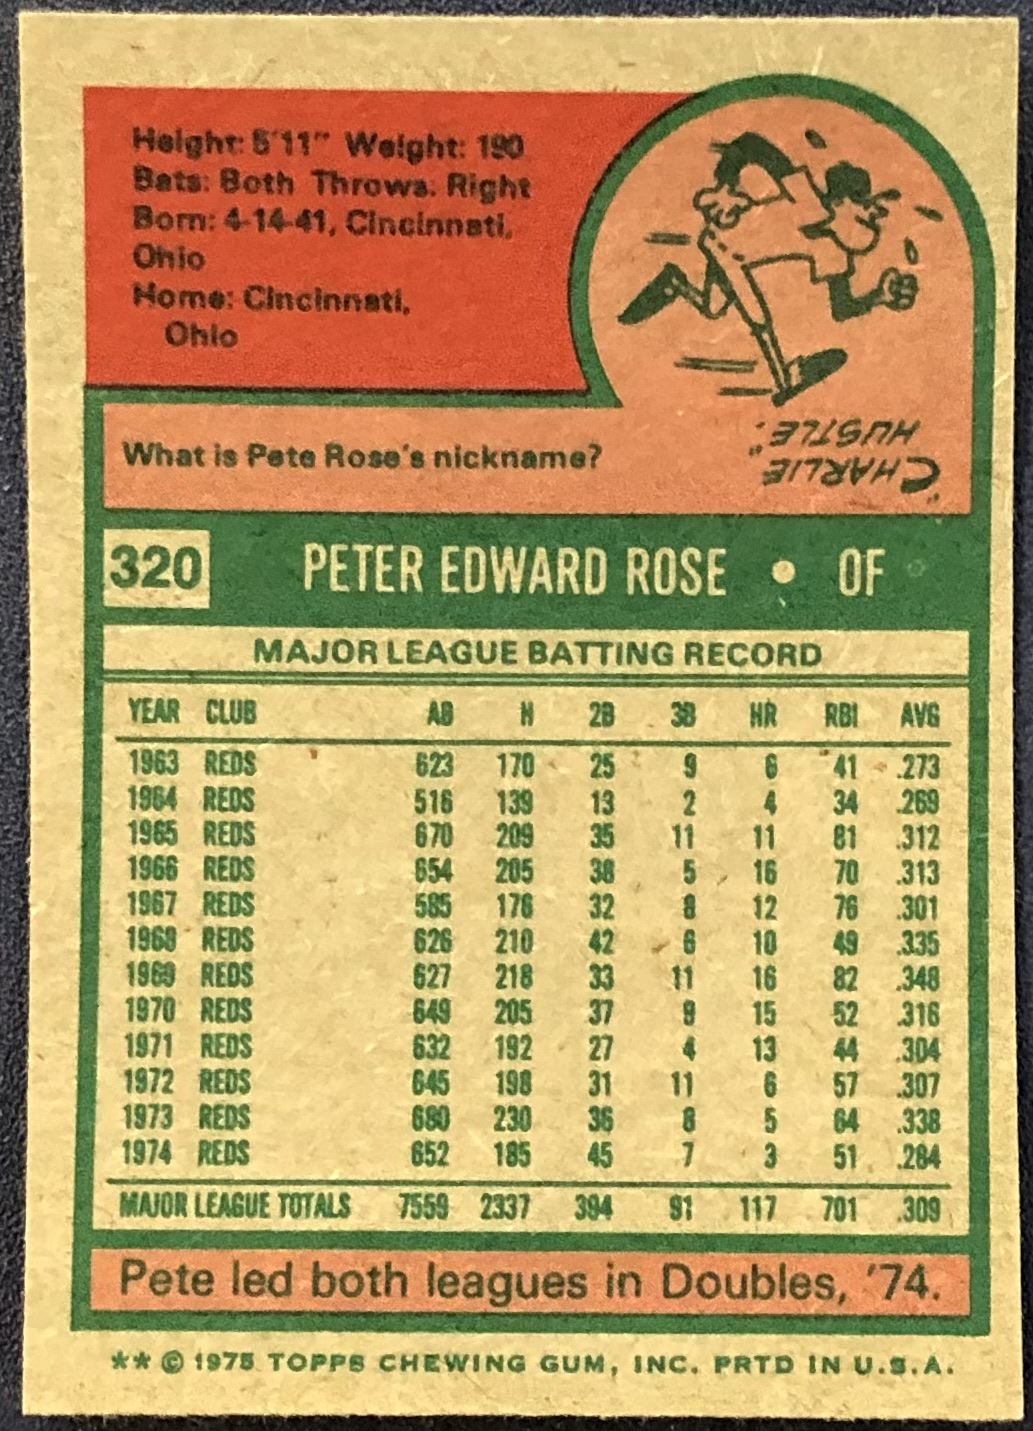 Height: 5'11" Weight: 190
Bats: Both Throws: Right
Born: 4-14-41, Cincinnati,
Ohio
Home: Cincinnati,
Ohio
What is Pete Rose's nickname?
"CHARLIE
HUSTLE."
320 PETER EDWARD ROSE • OF
MAJOR LEAGUE BATTING RECORD
YEAR CLUB AB H 2B 3B HR RBI AVG
1963 REDS 623 170 25 9 6 41 .273
1964 REDS 516 139 13 2 4 34 .269
1965 REDS 670 209 35 11 11 81 .312
1966 REDS 654 205 38 5 16 70 .313
1967 REDS 585 176 32 8 12 76 .301
1968 REDS 626 210 42 6 10 49 .335
1969 REDS 627 218 33 11 16 82 .348
1970 REDS 649 205 37 9 15 52 .316
1971 REDS 632 192 27 4 13 44 .304
1972 REDS 645 198 31 11 6 57 .307
1973 REDS 680 230 36 8 5 64 .338
1974 REDS 652 185 45 7 3 51 .284
MAJOR LEAGUE TOTALS 7559 2337 394 91 117 701 .309
Pete led both leagues in Doubles, '74.
** © 1975 TOPPS CHEWING GUM, INC. PRTD IN U.S.A.